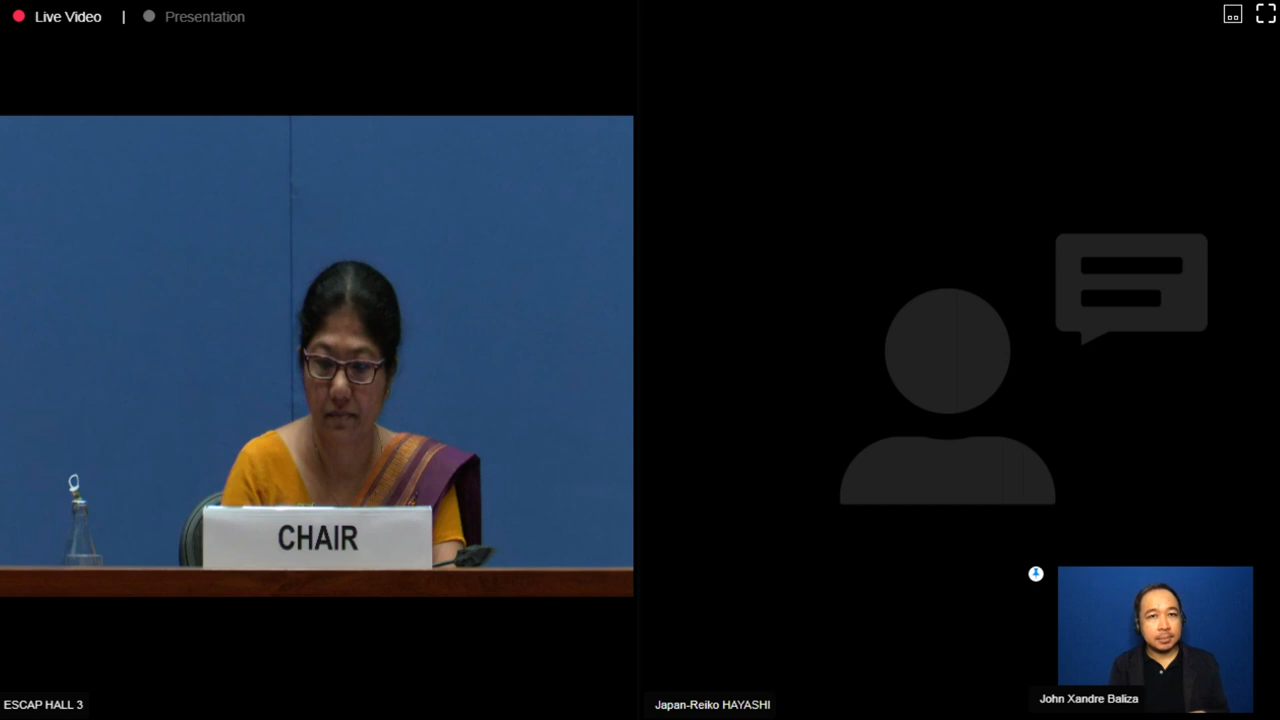 Live Video | Presentation
CHAIR
ESCAP HALL 3
Japan-Reiko HAYASHI
John Xandre Baliza